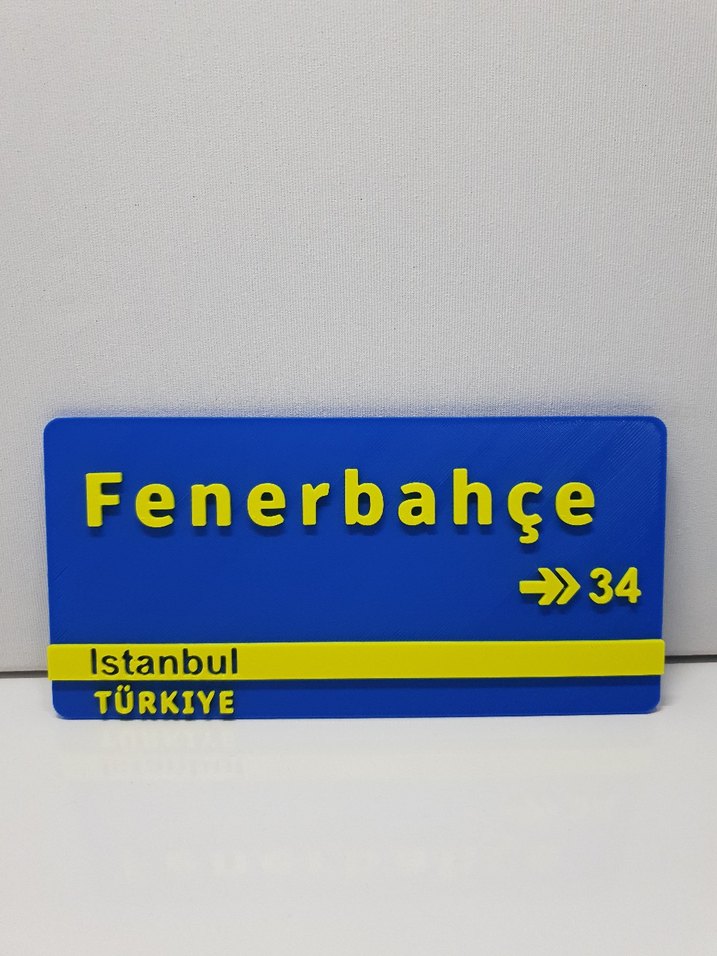 Fenerbahçe
34
Istanbul
TÜRKIYE